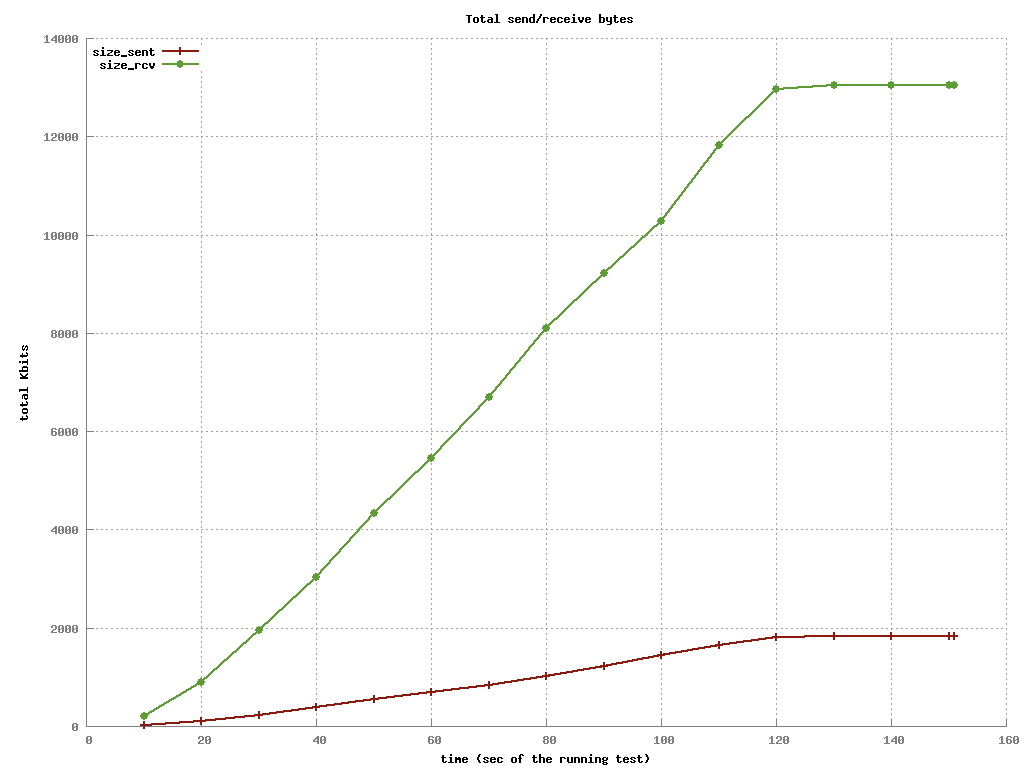 Total send/receive bytes
size_sent
size_rcv
14000
12000
10000
8000
6000
4000
2000
0
total Kbits
0 20 40 60 80 100 120 140 160
time (sec of the running test)